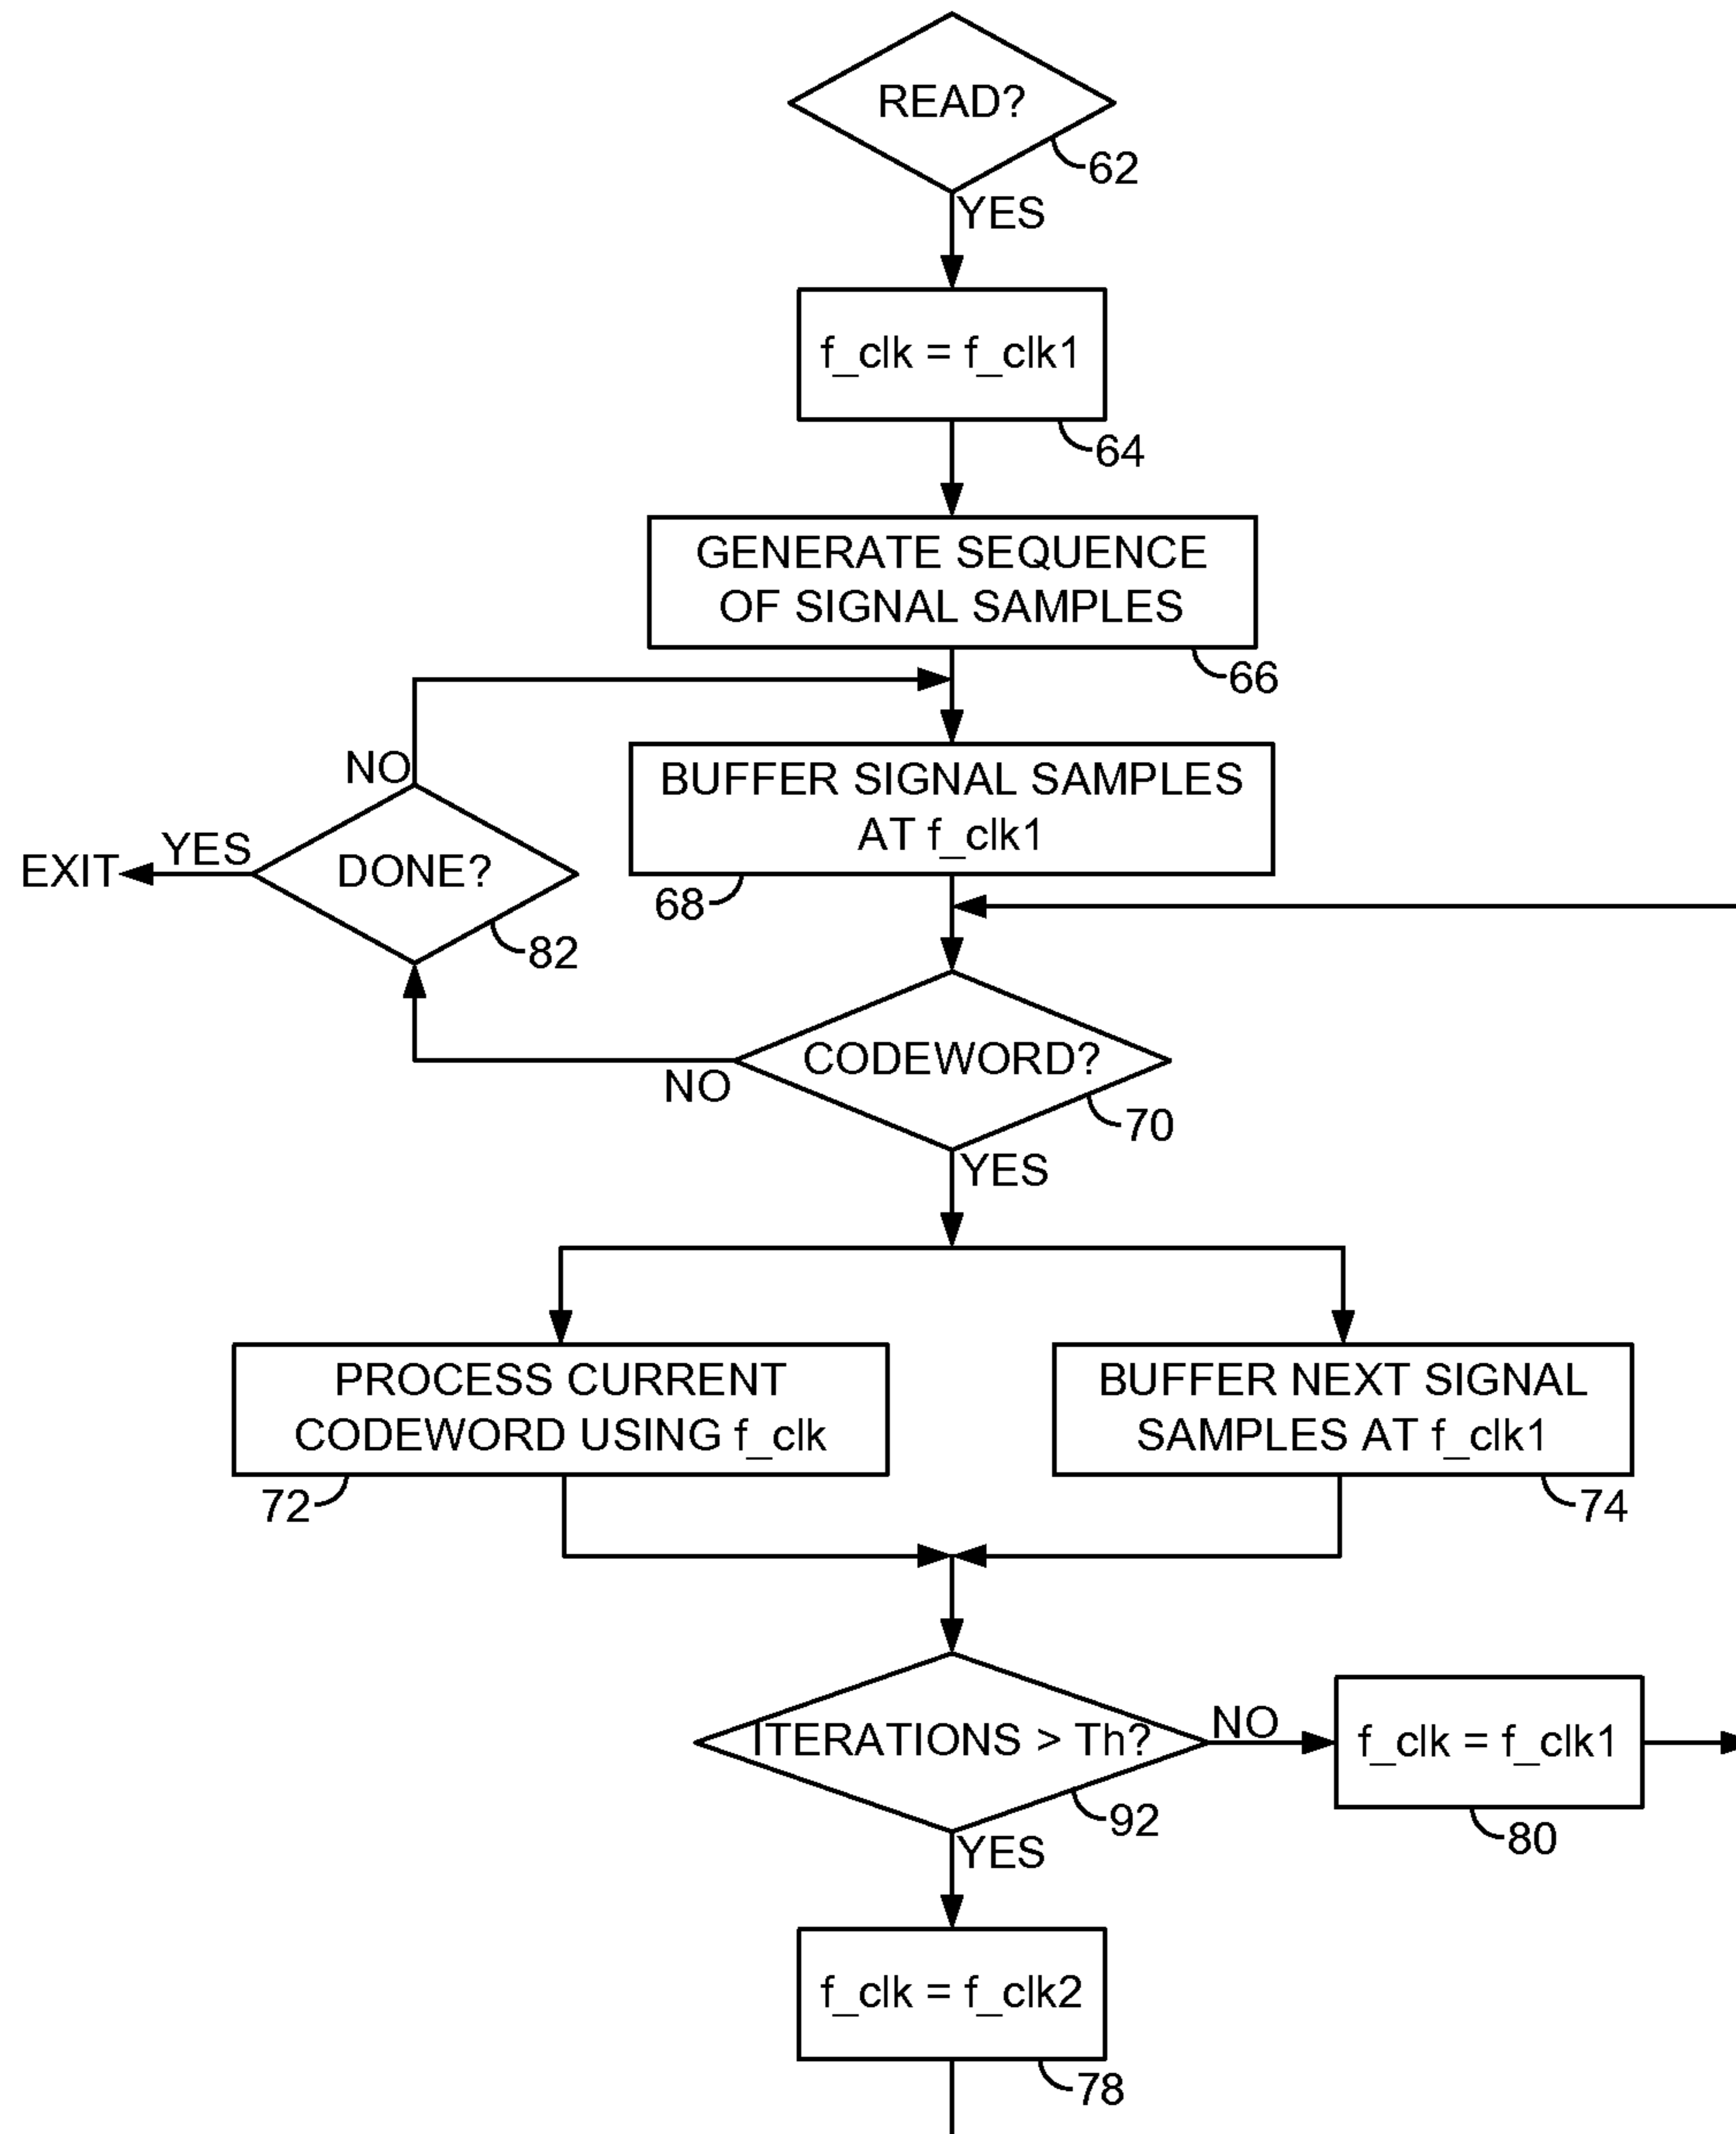 READ?
62
YES
f_clk = f_clk1
64
GENERATE SEQUENCE
OF SIGNAL SAMPLES
66
NO
BUFFER SIGNAL SAMPLES
AT f_clk1
68
EXIT
YES
DONE?
82
CODEWORD?
NO
70
YES
PROCESS CURRENT
CODEWORD USING f_clk
72
BUFFER NEXT SIGNAL
SAMPLES AT f_clk1
74
ITERATIONS > Th?
NO
92
f_clk = f_clk1
80
YES
f_clk = f_clk2
78